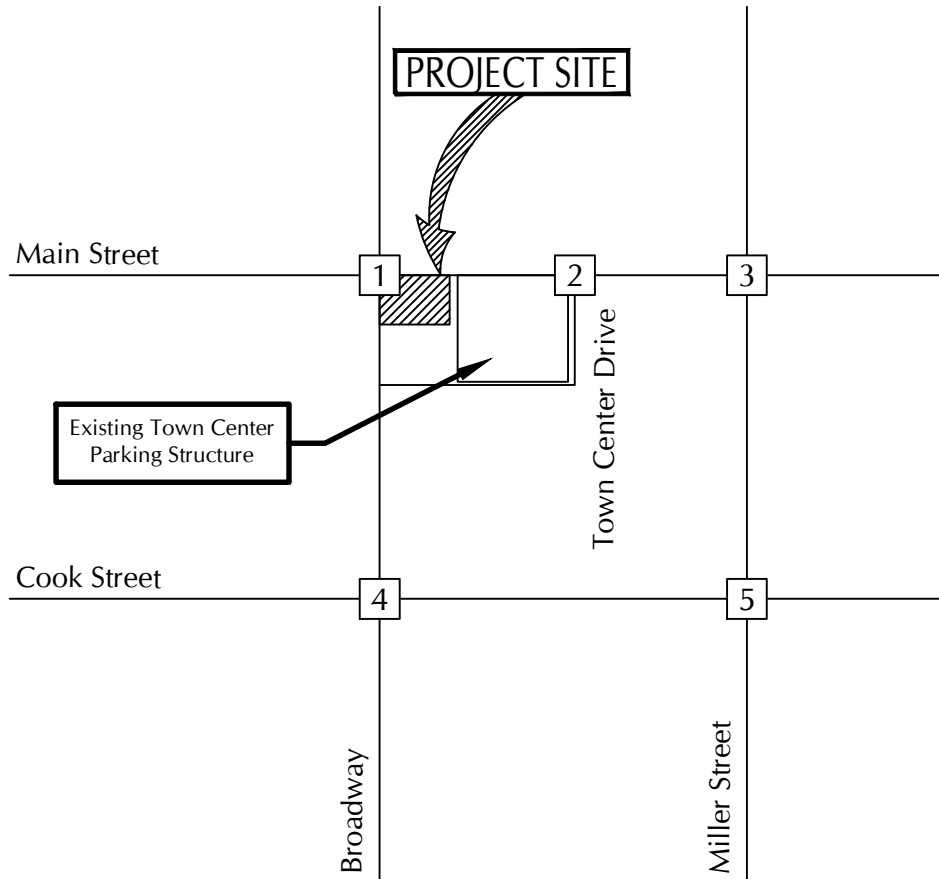 PROJECT SITE
Main Street
1
2
3
Town Center Drive
Existing Town Center
Parking Structure
Cook Street
4
5
Broadway
Miller Street